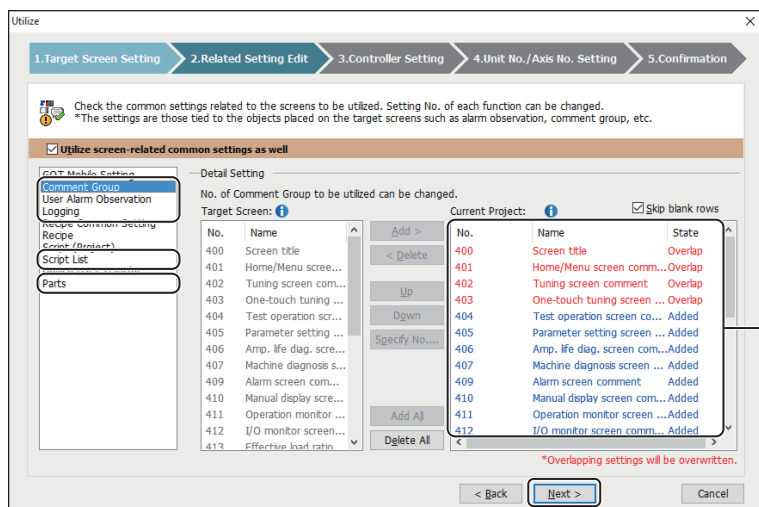 Utilize
1.Target Screen Setting 2.Related Setting Edit 3.Controller Setting 4.Unit No./Axis No. Setting 5.Confirmation
Check the common settings related to the screens to be utilized. Setting No. of each function can be changed.
*The settings are those tied to the objects placed on the target screens such as alarm observation, comment group, etc.
Utilize screen-related common settings as well
GOT Mobile Setting
Comment Group
User Alarm Observation
Logging
Recipe Common Setting
Recipe
Script (Project)
Script List
Parts
Detail Setting
No. of Comment Group to be utilized can be changed.
Target Screen: Current Project: Skip blank rows
No. Name
400 Screen title
401 Home/Menu scree...
402 Tuning screen com...
403 One-touch tuning ...
404 Test operation scr...
405 Parameter setting ...
406 Amp. life diag. scre...
407 Machine diagnosis s...
409 Alarm screen com...
410 Manual display scre...
411 Operation monitor ...
412 I/O monitor screen...
413 Effective load ratio
Add >
< Delete
Up
Down
Specify No....
Add All
Delete All
No. Name State
400 Screen title Overlap
401 Home/Menu screen comm... Overlap
402 Tuning screen comment Overlap
403 One-touch tuning screen ... Overlap
404 Test operation screen co... Added
405 Parameter setting screen ... Added
406 Amp. life diag. screen com... Added
407 Machine diagnosis screen ... Added
409 Alarm screen comment Added
410 Manual display screen com... Added
411 Operation monitor screen ... Added
412 I/O monitor screen comm... Added
*Overlapping settings will be overwritten.
< Back Next > Cancel